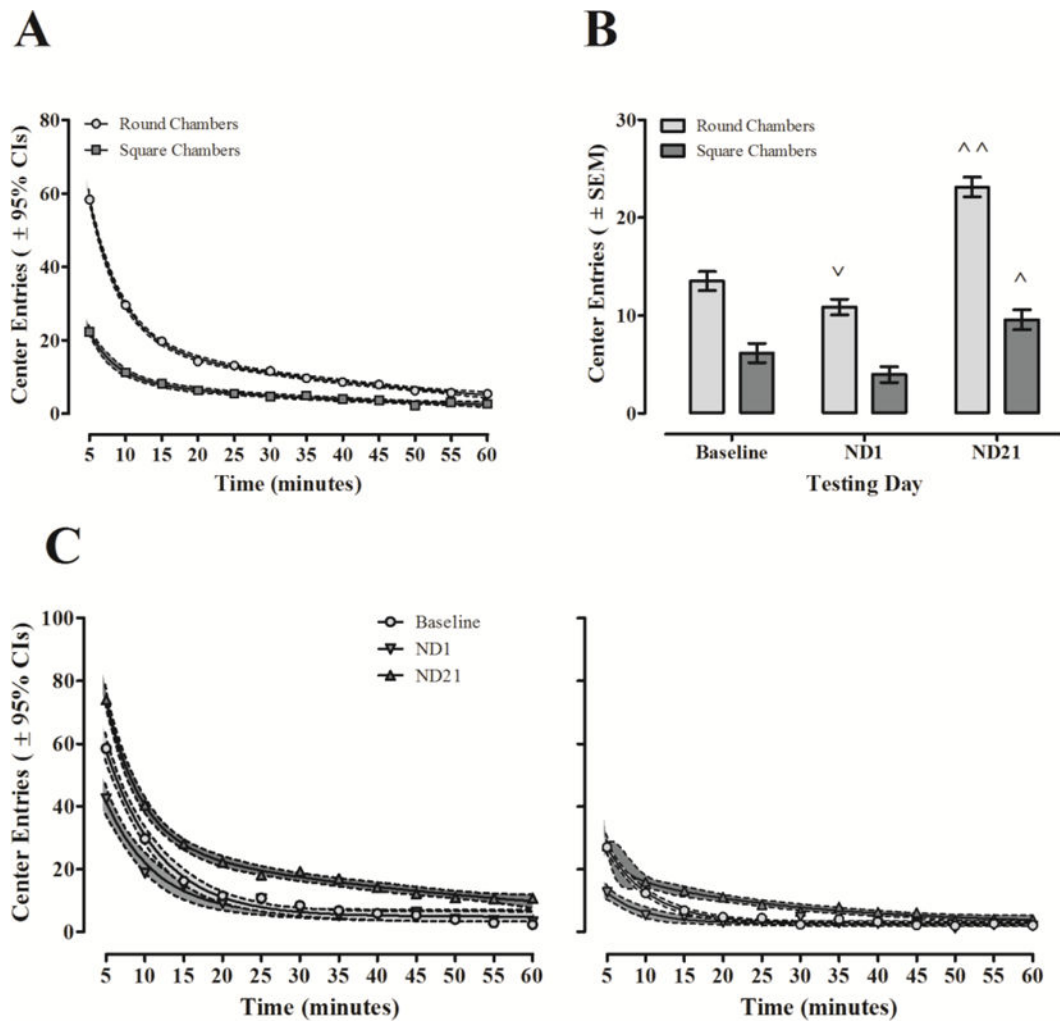 A
Center Entries ( ± 95% CIs)
80
60
40
20
0
Round Chambers
Square Chambers
5 10 15 20 25 30 35 40 45 50 55 60
Time (minutes)
B
Center Entries ( ± SEM)
30
20
10
0
Round Chambers
Square Chambers
^ ^
˅
^
Baseline ND1 ND21
Testing Day
C
Center Entries ( ± 95% CIs)
100
80
60
40
20
0
Baseline
ND1
ND21
5 10 15 20 25 30 35 40 45 50 55 60
Time (minutes)
5 10 15 20 25 30 35 40 45 50 55 60
Time (minutes)